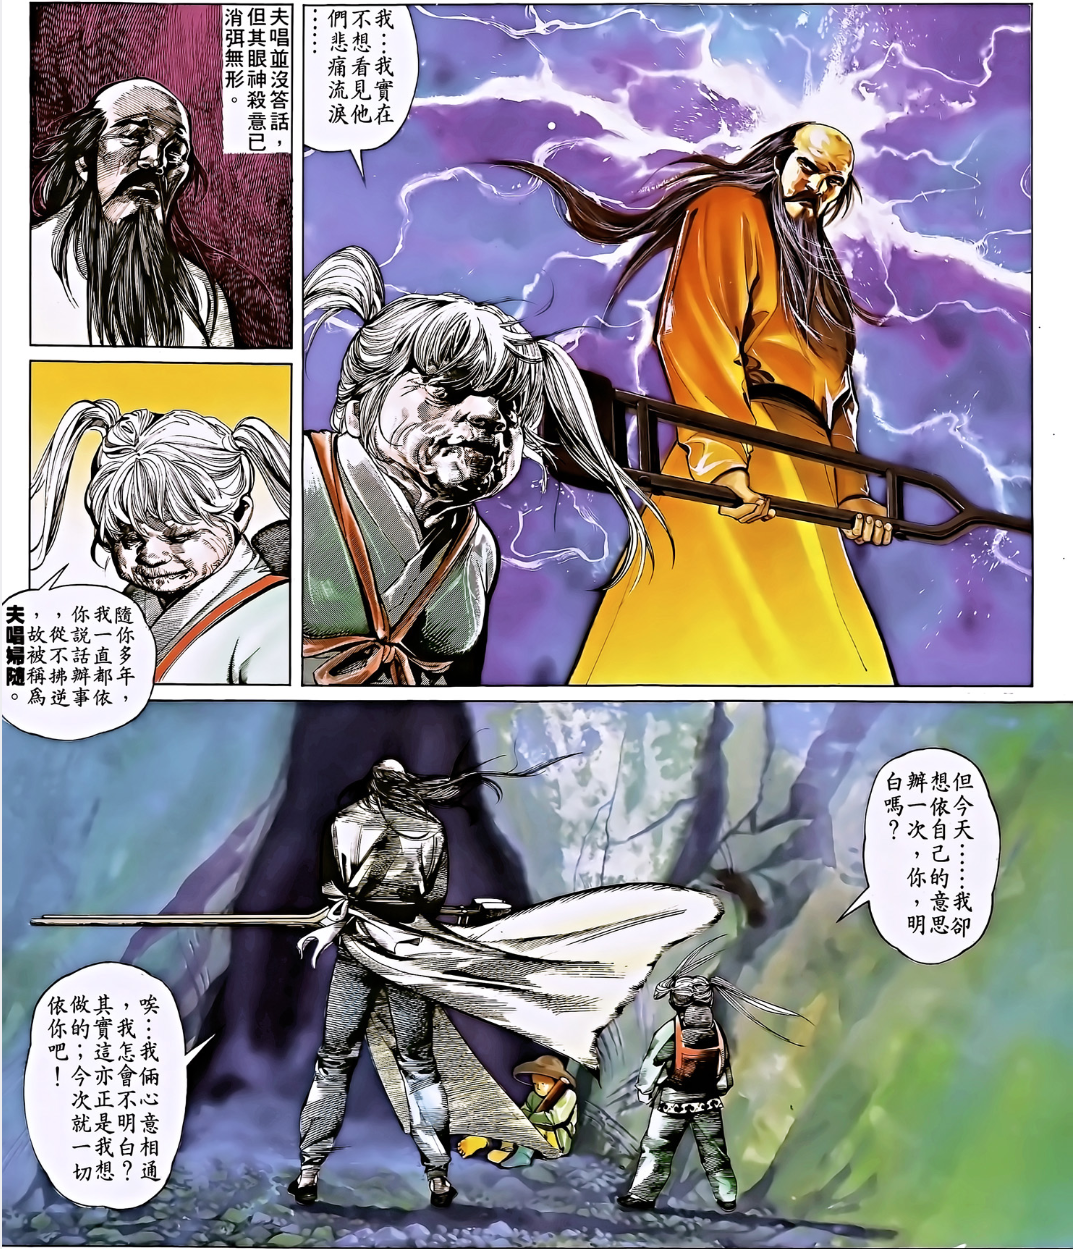 我…我實在
不想看見他
們悲痛流淚
……
夫唱並沒答話，
但其眼神殺意已
消弭無形。
隨你多年，
我一直都依
你說話辦事
，從不拂逆
，故被稱為
夫唱婦隨。
但今天……我卻
想依自己的意思
辦一次，你，明
白嗎？
唉…我倆心意相通
，我怎會不明白？
其實這亦正是我想
做的；今次就一切
依你吧！